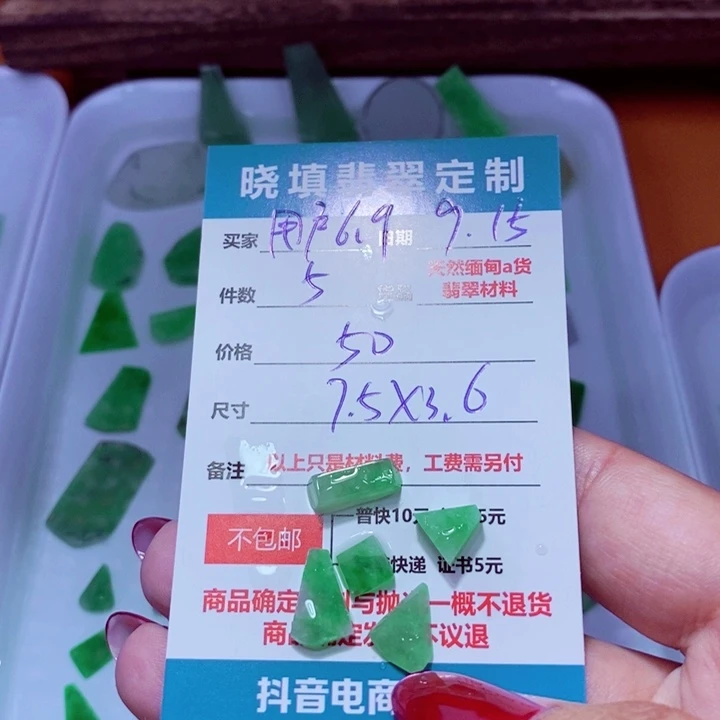 晓填翡翠定制
买家 用户6.9 日期 9.15
件数 5 天然缅甸a货
翡翠材料
价格 50
尺寸 7.5X3.6
备注 以上只是材料费，工费需另付
不包邮
普快10元 5元
快递 证书5元
商品确定 与抛 一概不退货
商 定发 不议退
抖音电商